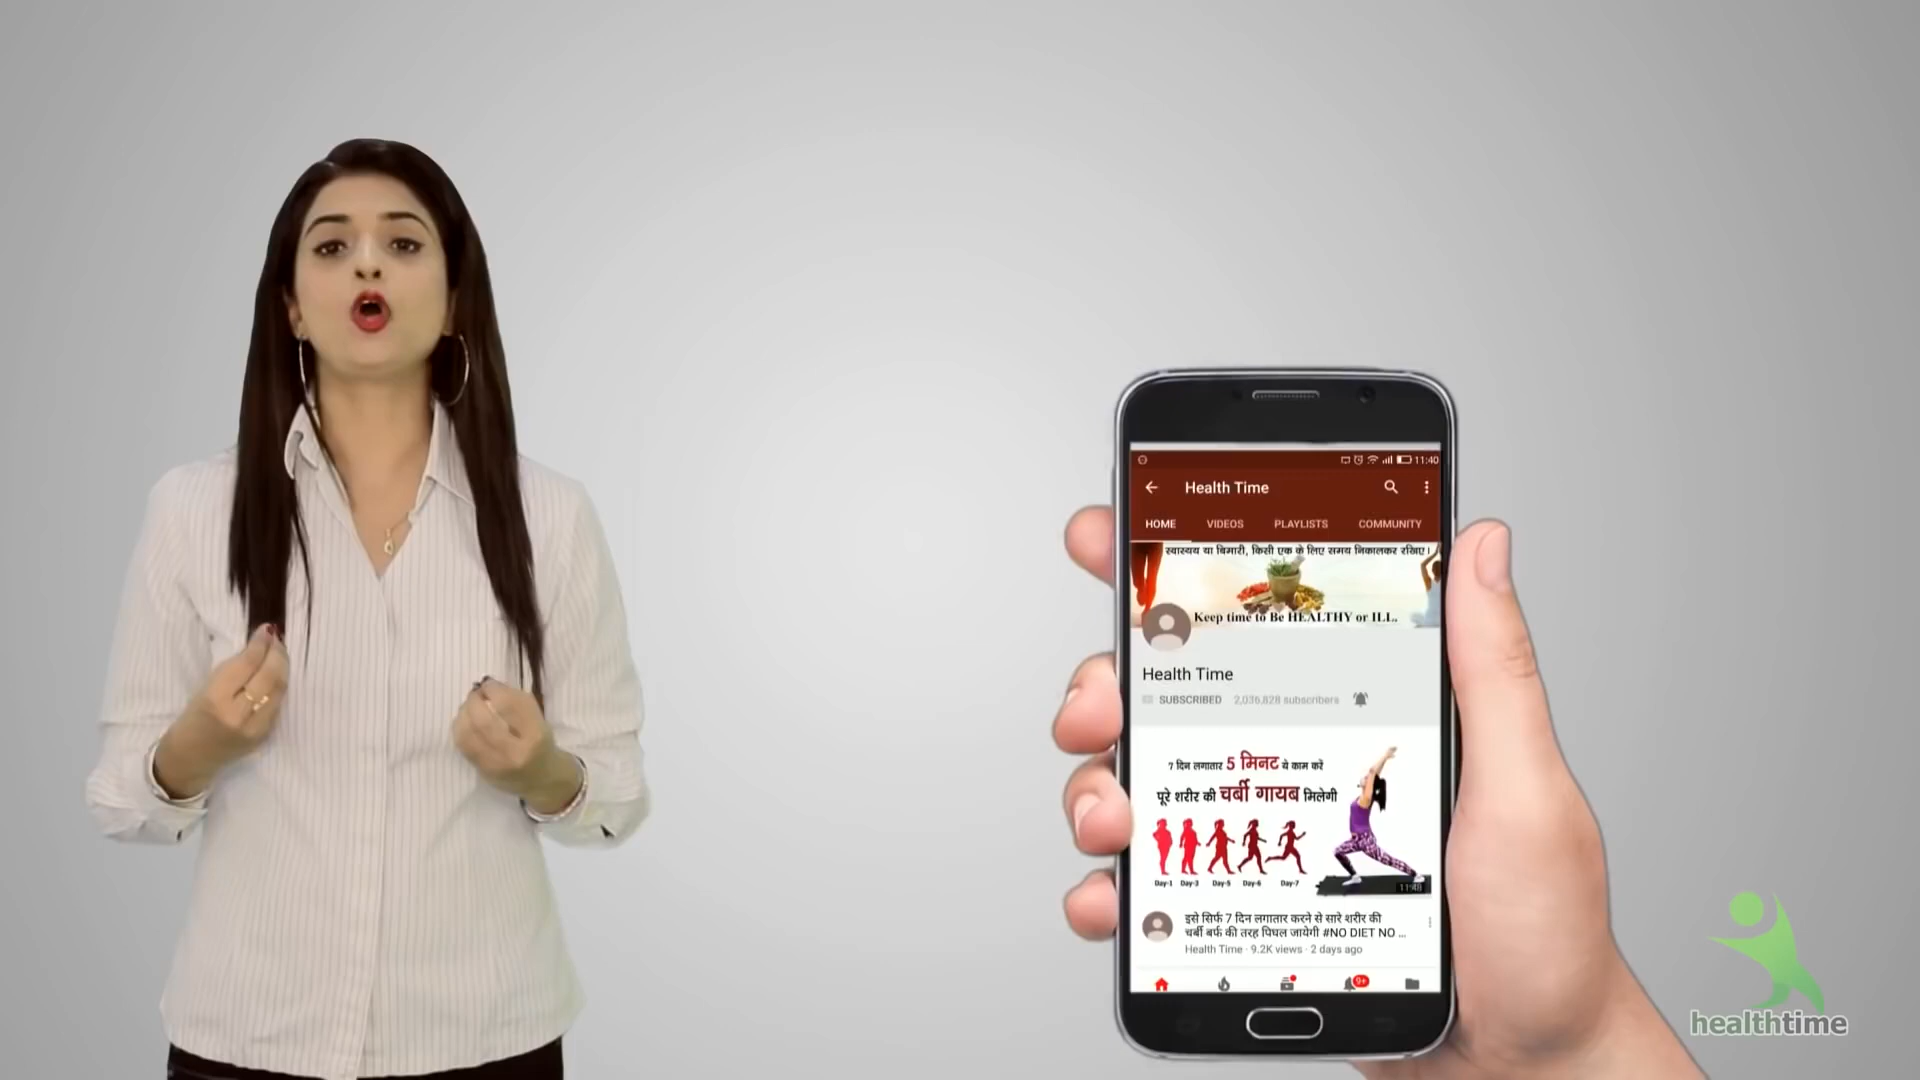 11:40
Health Time
HOME VIDEOS PLAYLISTS COMMUNITY
स्वास्थय या बिमारी, किसी एक के लिए समय निकालकर रखिए।
Keep time to Be HEALTHY or ILL.
Health Time
SUBSCRIBED 2,036,828 subscribers
7 दिन लगातार 5 मिनट ये काम करें
पूरे शरीर की चर्बी गायब मिलेगी
Day-1 Day-3 Day-5 Day-6 Day-7
11:48
इसे सिर्फ 7 दिन लगातार करने से सारे शरीर की
चर्बी बर्फ की तरह पिघल जायेगी #NO DIET NO ...
Health Time · 9.2K views · 2 days ago
9+
healthtime